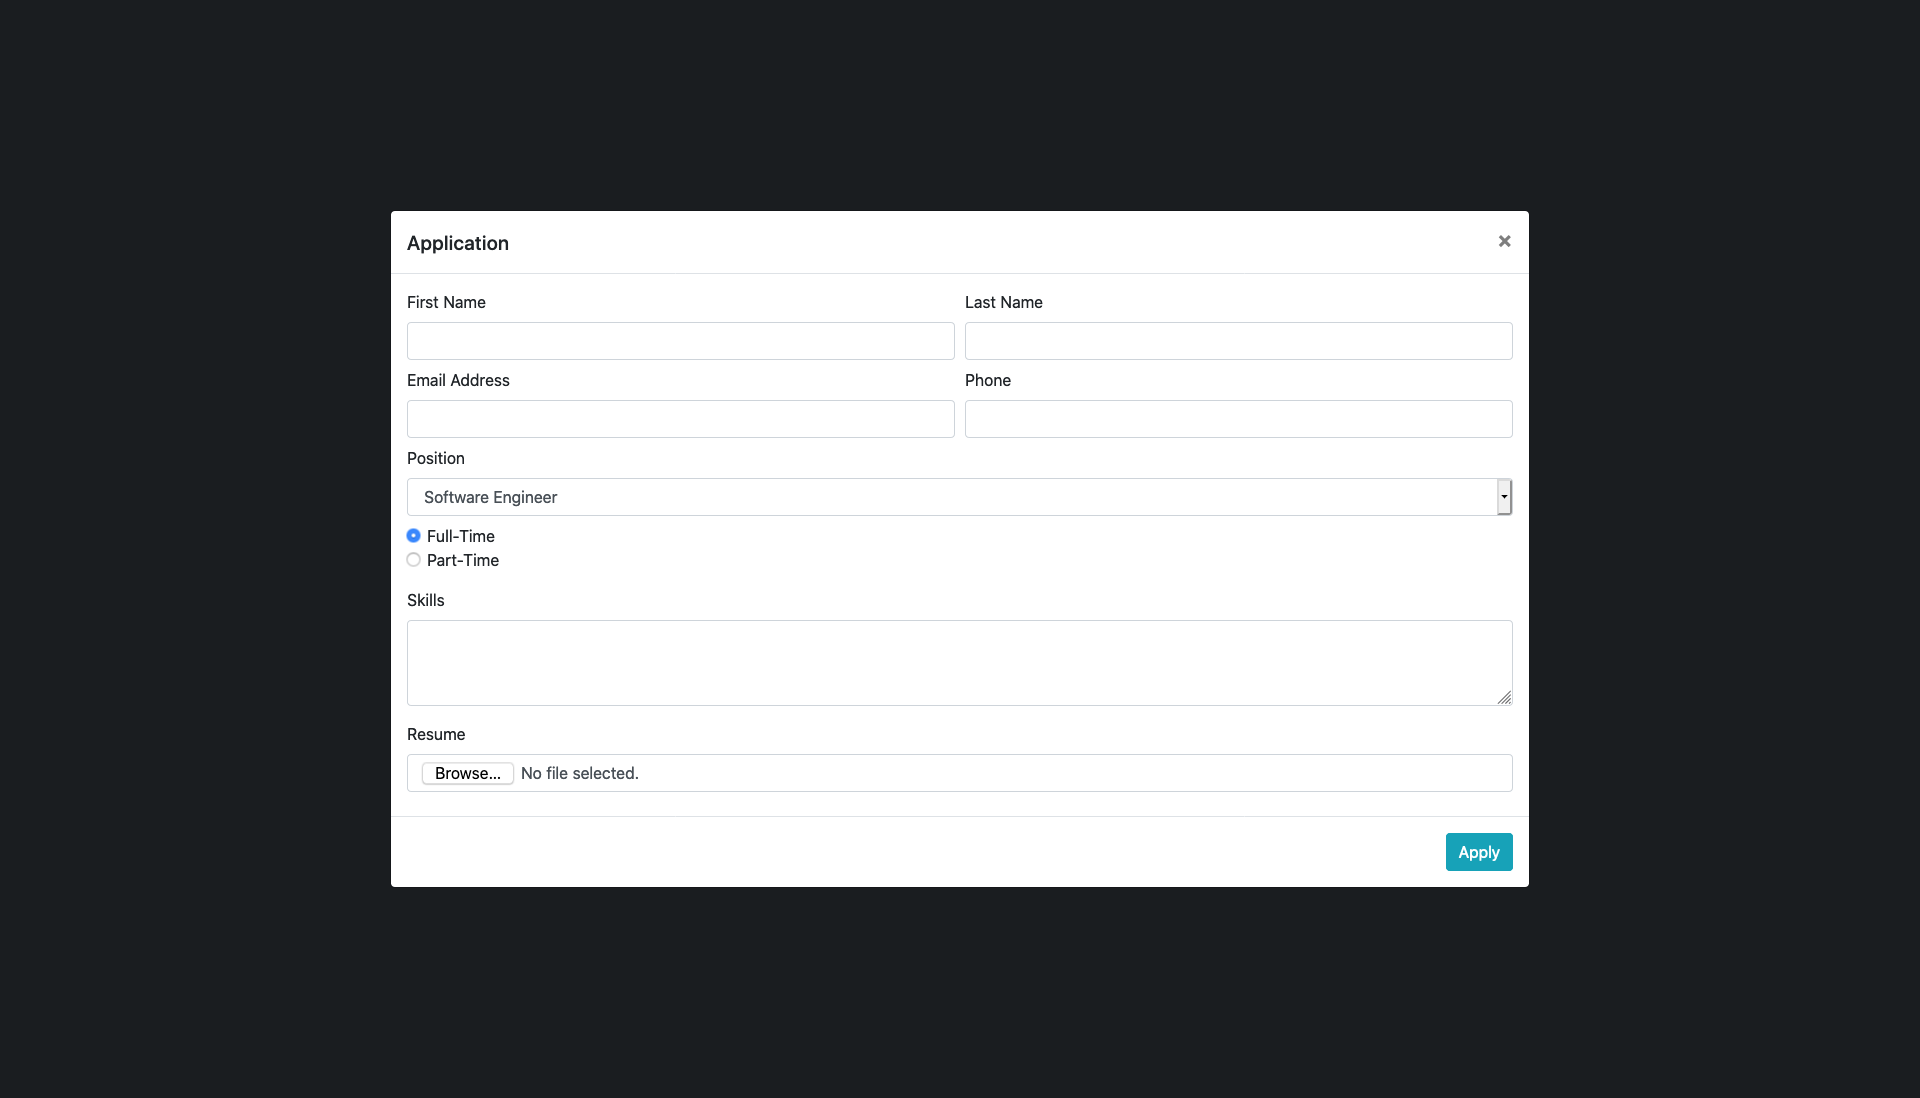 Application
×
First Name
Last Name
Email Address
Phone
Position
Software Engineer
Full-Time
Part-Time
Skills
Resume
Browse... No file selected.
Apply